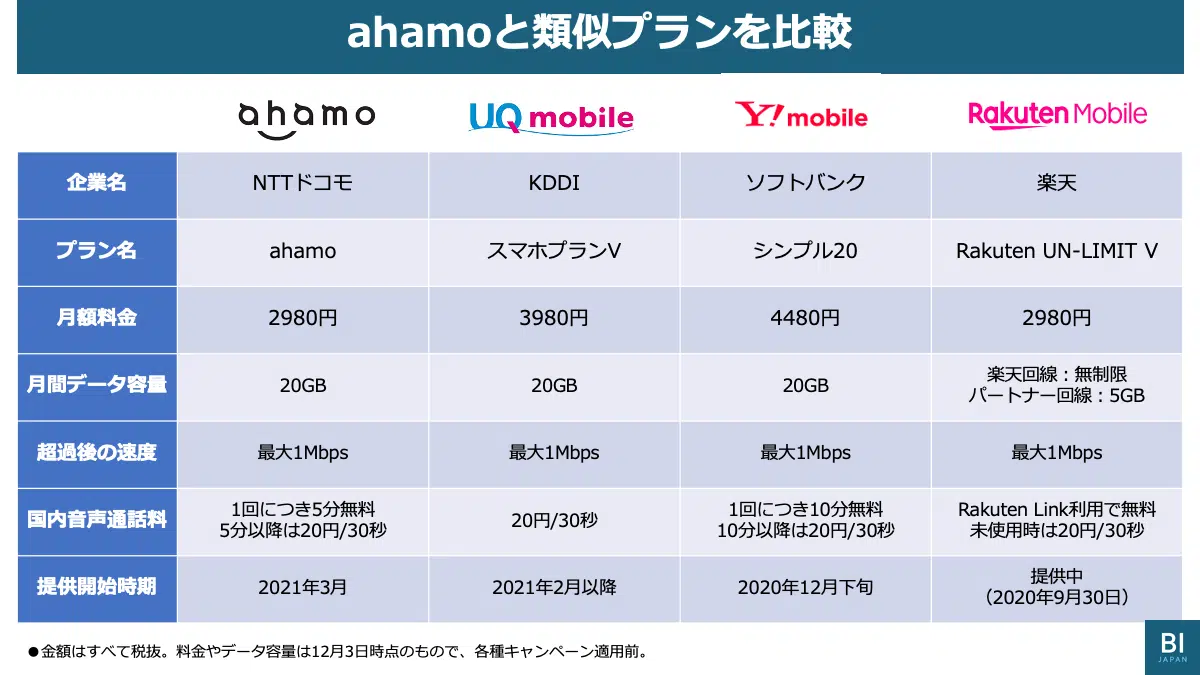 ahamoと類似プランを比較
ahamo
UQ mobile
Y!mobile
Rakuten Mobile
企業名
NTTドコモ
KDDI
ソフトバンク
楽天
プラン名
ahamo
スマホプランV
シンプル20
Rakuten UN-LIMIT V
月額料金
2980円
3980円
4480円
2980円
月間データ容量
20GB
20GB
20GB
楽天回線：無制限
パートナー回線：5GB
超過後の速度
最大1Mbps
最大1Mbps
最大1Mbps
最大1Mbps
国内音声通話料
1回につき5分無料
5分以降は20円/30秒
20円/30秒
1回につき10分無料
10分以降は20円/30秒
Rakuten Link利用で無料
未使用時は20円/30秒
提供開始時期
2021年3月
2021年2月以降
2020年12月下旬
提供中
（2020年9月30日）
●金額はすべて税抜。料金やデータ容量は12月3日時点のもので、各種キャンペーン適用前。
BI
JAPAN